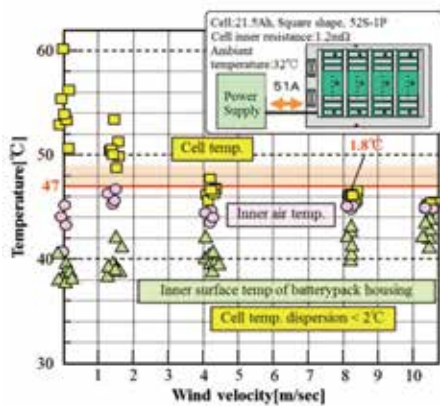 Cell:21.5Ah, Square shape, 52S-1P
Cell inner resistance:1.2mΩ
Ambient
temperature:32℃
51A
Power
Supply
60
Cell temp.
1.8℃
50
47
Inner air temp.
40
Inner surface temp of batterypack housing
Cell temp. dispersion < 2℃
30
Temperature[℃]
1 2 3 4 5 6 7 8 9 10
Wind velocity[m/sec]